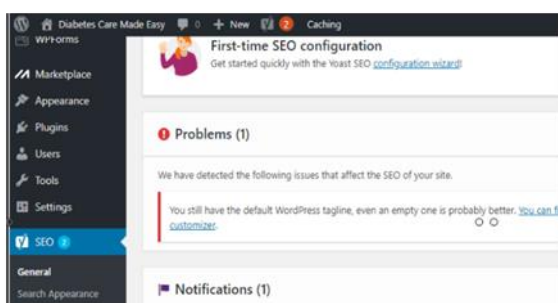 Diabetes Care Made Easy 0 + New 2 Caching
WPForms
Marketplace
Appearance
Plugins
Users
Tools
Settings
SEO 2
General
Search Appearance
First-time SEO configuration
Get started quickly with the Yoast SEO configuration wizard!
Problems (1)
We have detected the following issues that affect the SEO of your site.
You still have the default WordPress tagline, even an empty one is probably better. You can
customizer.
Notifications (1)